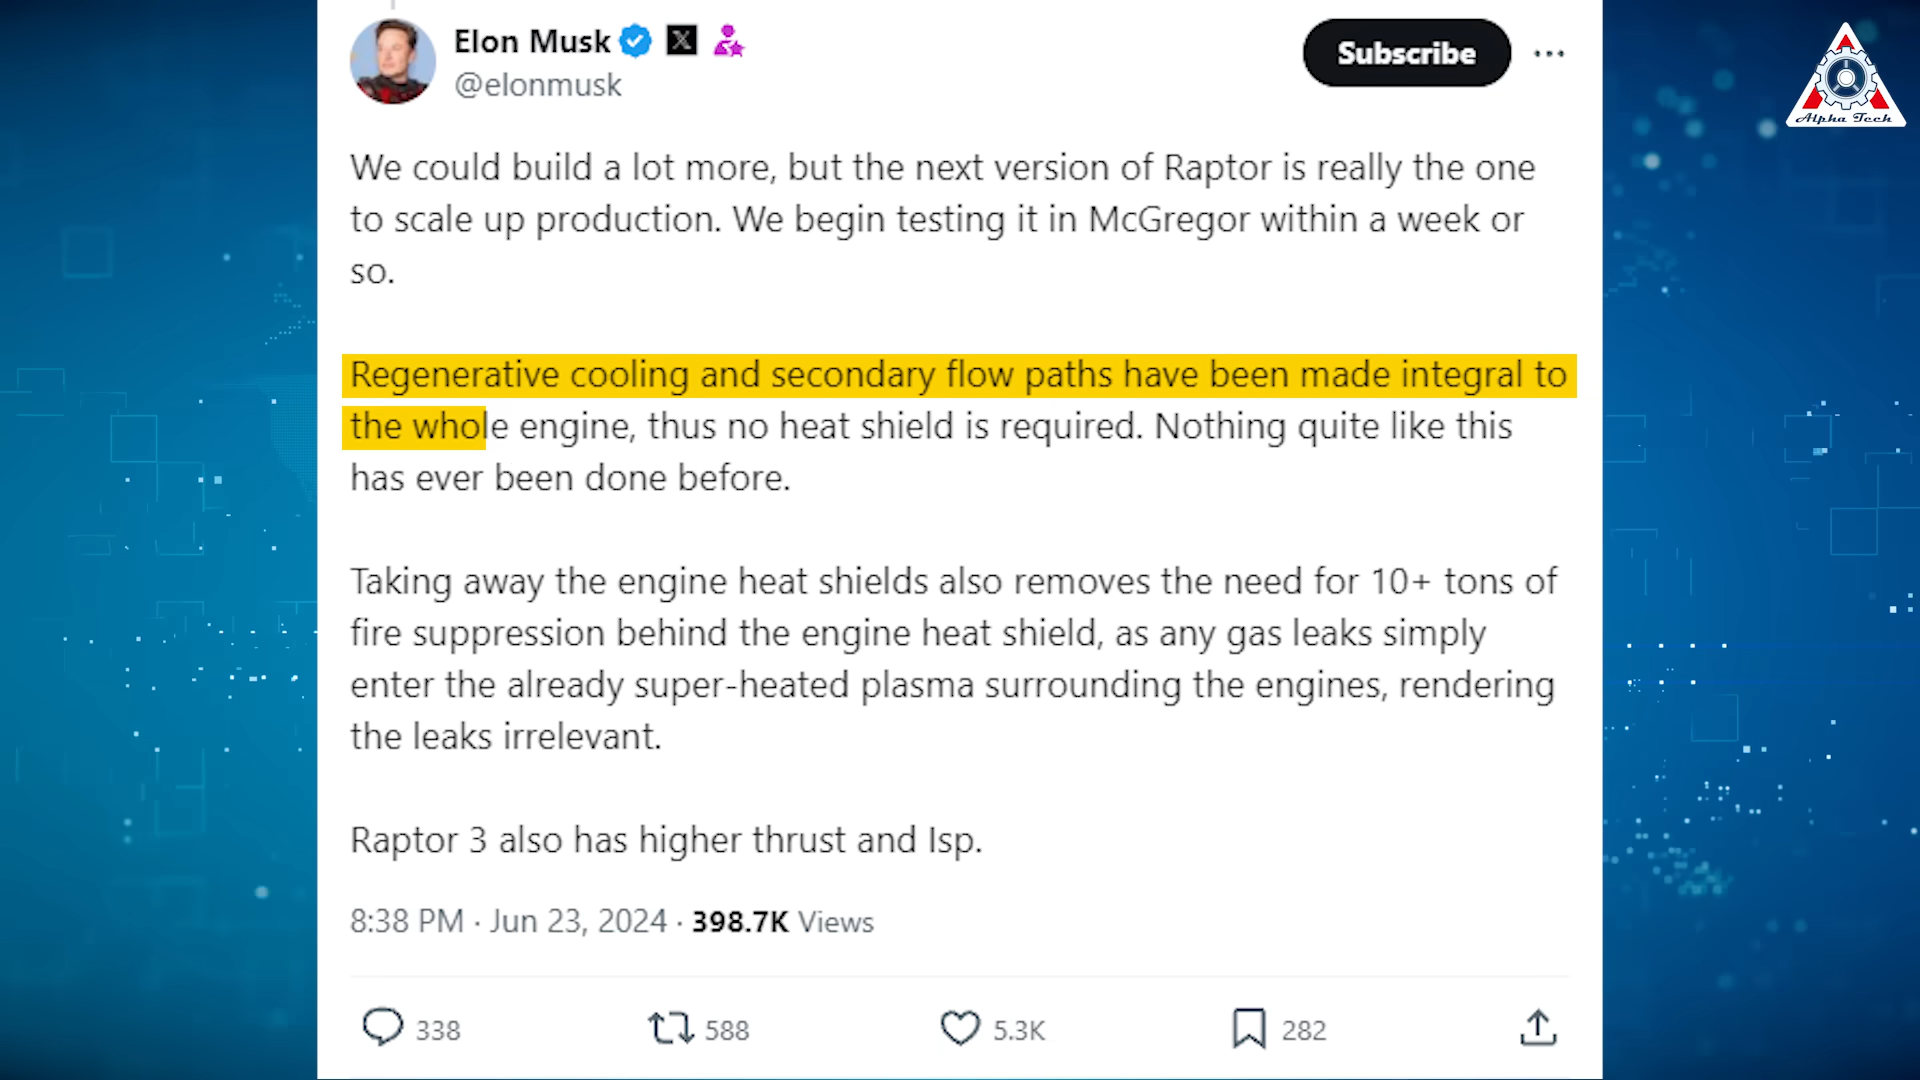 Elon Musk
@elonmusk
Subscribe
Alpha Tech
We could build a lot more, but the next version of Raptor is really the one
to scale up production. We begin testing it in McGregor within a week or
so.
Regenerative cooling and secondary flow paths have been made integral to
the whole engine, thus no heat shield is required. Nothing quite like this
has ever been done before.
Taking away the engine heat shields also removes the need for 10+ tons of
fire suppression behind the engine heat shield, as any gas leaks simply
enter the already super-heated plasma surrounding the engines, rendering
the leaks irrelevant.
Raptor 3 also has higher thrust and Isp.
8:38 PM · Jun 23, 2024 · 398.7K Views
338 588 5.3K 282